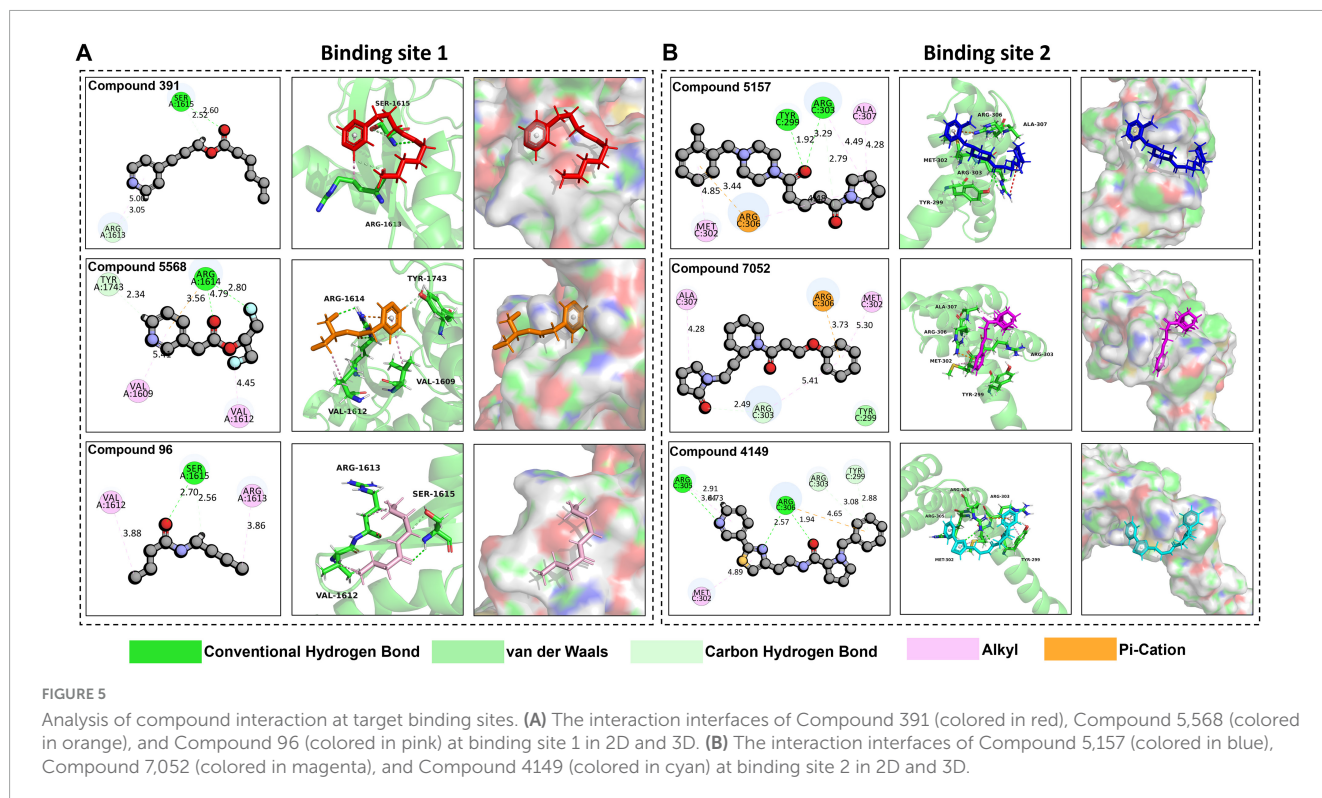 A
Binding site 1
B
Binding site 2
Compound 391
SER
A:1615
2.60
2.52
5.00
3.05
ARG
A:1613
SER-1615
ARG-1613
Compound 5157
TYR
C:299
ARG
C:303
ALA
C:307
1.92
3.29
2.79
4.49
4.28
4.85
3.44
4.48
MET
C:302
ARG
C:306
ARG-306
ALA-307
MET-302
ARG-303
TYR-299
Compound 5568
TYR
A:1743
ARG
A:1614
2.34
3.56
4.79
2.80
5.41
4.45
VAL
A:1609
VAL
A:1612
TYR-1743
ARG-1614
VAL-1609
VAL-1612
Compound 7052
ALA
C:307
ARG
C:306
MET
C:302
4.28
3.73
5.30
5.41
2.49
ARG
C:303
TYR
C:299
ALA-307
ARG-306
ARG-303
MET-302
TYR-299
Compound 96
VAL
A:1612
SER
A:1615
ARG
A:1613
2.70
2.56
3.88
3.86
ARG-1613
SER-1615
VAL-1612
Compound 4149
ARG
C:305
ARG
C:306
ARG
C:303
TYR
C:299
2.91
2.57
1.94
3.08
2.88
4.65
4.89
MET
C:302
ARG-306
ARG-303
ARG-305
MET-302
TYR-299
Conventional Hydrogen Bond
van der Waals
Carbon Hydrogen Bond
Alkyl
Pi-Cation
FIGURE 5
Analysis of compound interaction at target binding sites. (A) The interaction interfaces of Compound 391 (colored in red), Compound 5,568 (colored
in orange), and Compound 96 (colored in pink) at binding site 1 in 2D and 3D. (B) The interaction interfaces of Compound 5,157 (colored in blue),
Compound 7,052 (colored in magenta), and Compound 4149 (colored in cyan) at binding site 2 in 2D and 3D.